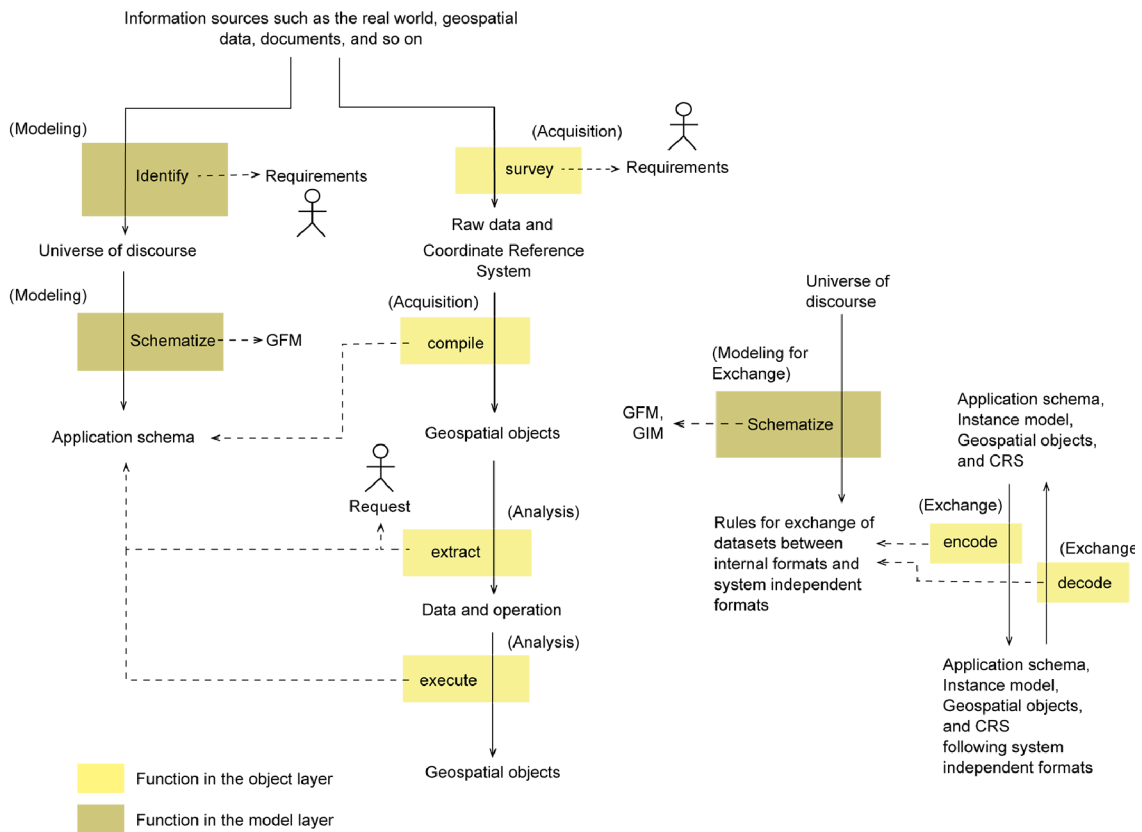 Information sources such as the real world, geospatial
data, documents, and so on
(Modeling)
Identify
Requirements
Universe of discourse
(Modeling)
Schematize
GFM
Application schema
(Acquisition)
survey
Requirements
Raw data and
Coordinate Reference
System
(Acquisition)
compile
Geospatial objects
Request
(Analysis)
extract
Data and operation
(Analysis)
execute
Geospatial objects
Universe of
discourse
(Modeling for
Exchange)
GFM,
GIM
Schematize
Rules for exchange of
datasets between
internal formats and
system independent
formats
Application schema,
Instance model,
Geospatial objects,
and CRS
(Exchange)
encode
(Exchange
decode
Application schema,
Instance model,
Geospatial objects,
and CRS
following system
independent formats
Function in the object layer
Function in the model layer